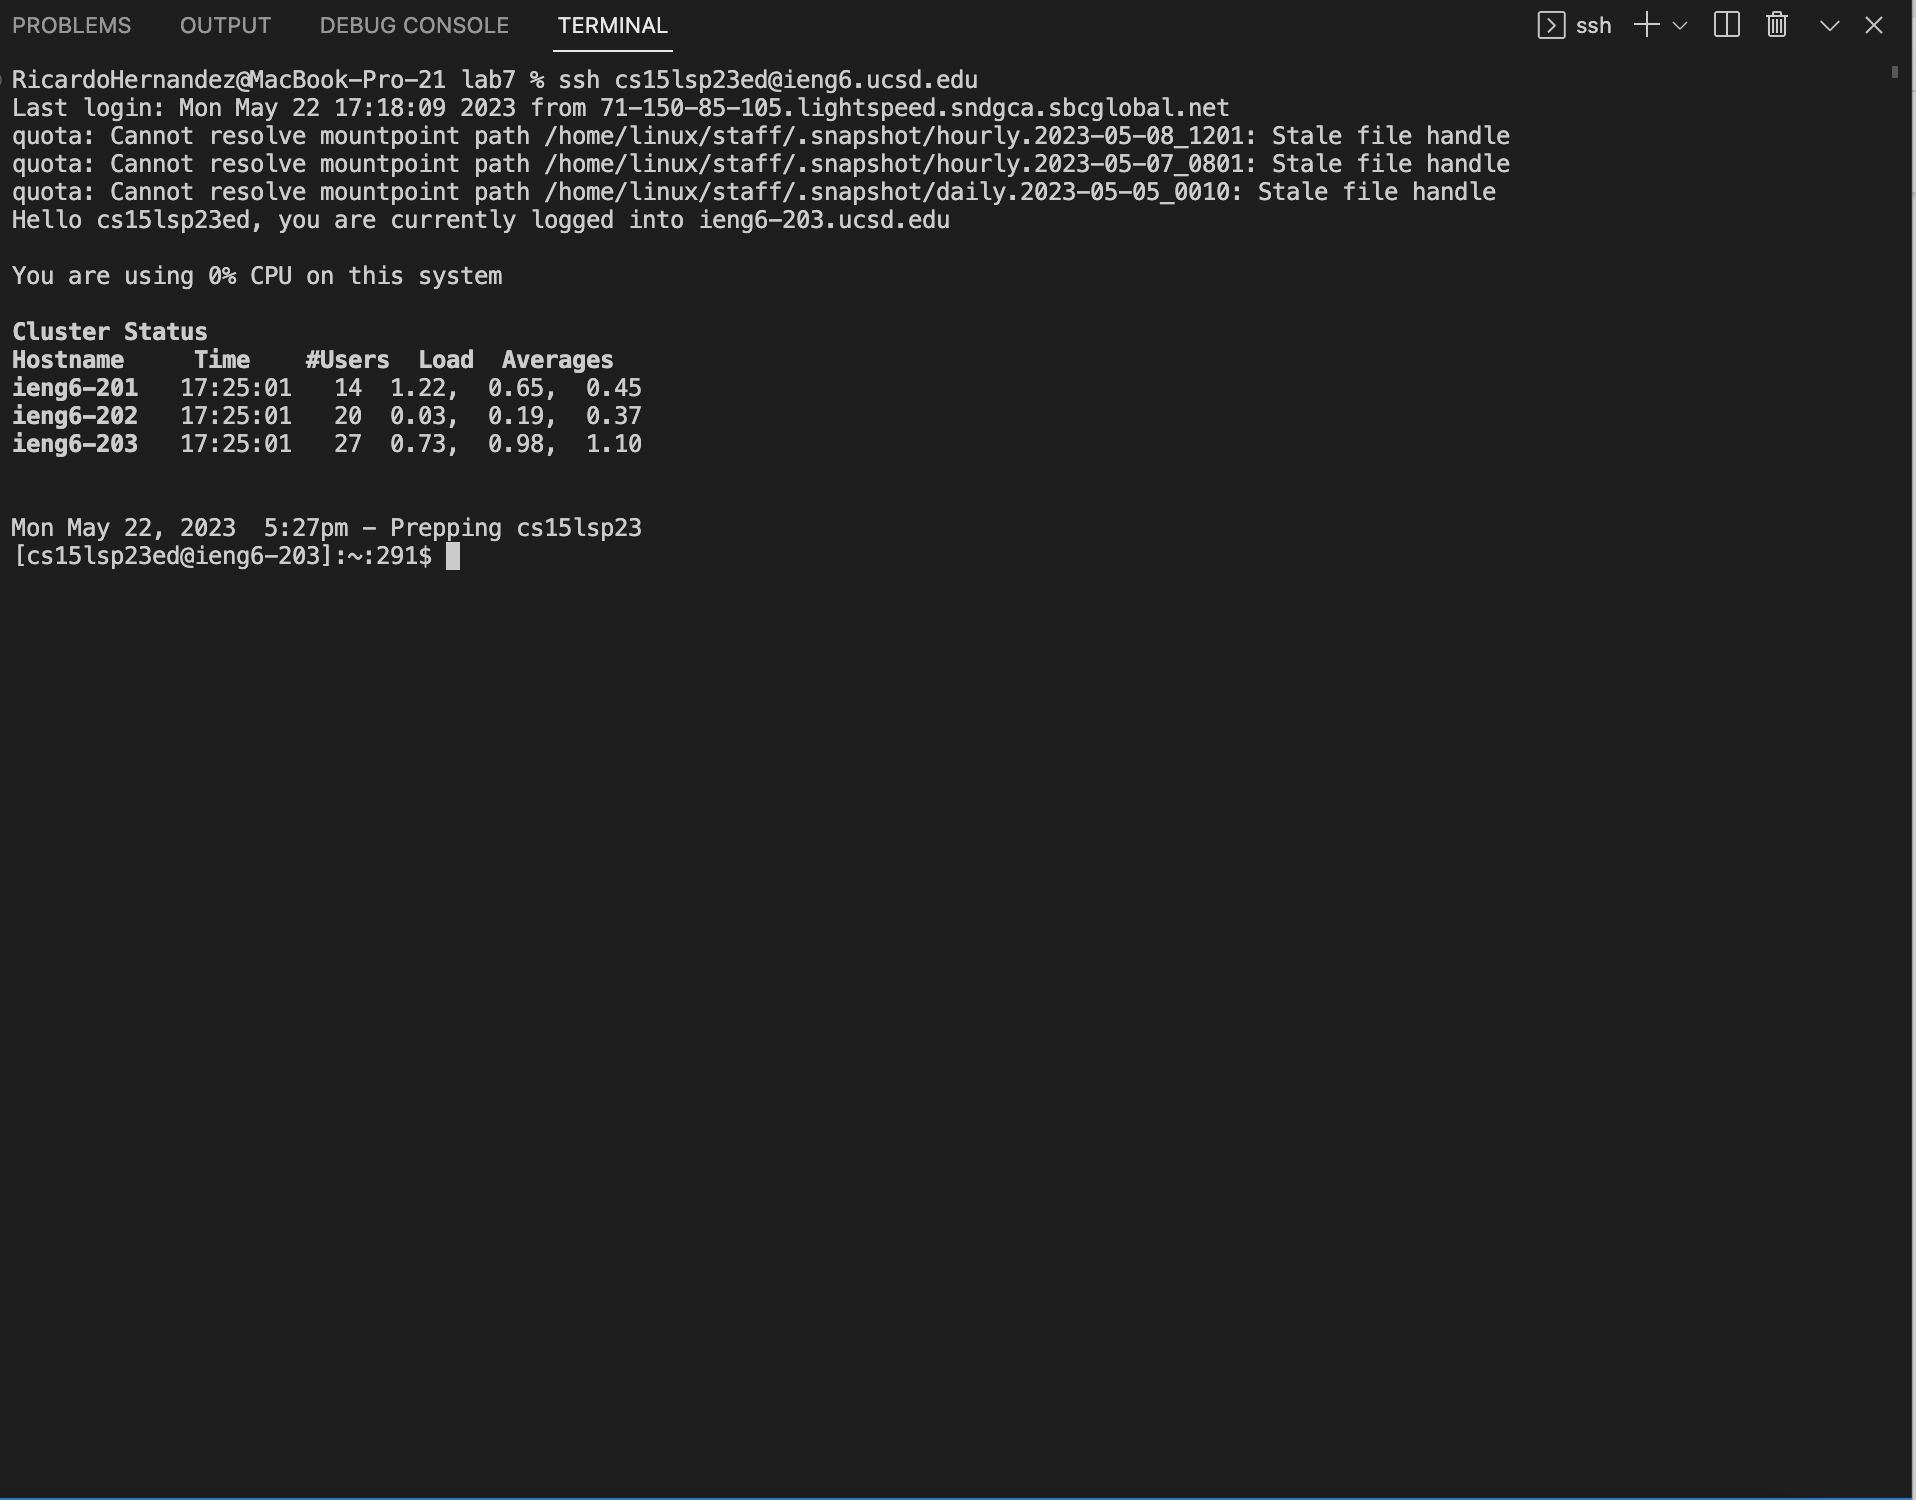 PROBLEMS OUTPUT DEBUG CONSOLE TERMINAL ssh
RicardoHernandez@MacBook-Pro-21 lab7 % ssh cs15lsp23ed@ieng6.ucsd.edu
Last login: Mon May 22 17:18:09 2023 from 71-150-85-105.lightspeed.sndgca.sbcglobal.net
quota: Cannot resolve mountpoint path /home/linux/staff/.snapshot/hourly.2023-05-08_1201: Stale file handle
quota: Cannot resolve mountpoint path /home/linux/staff/.snapshot/hourly.2023-05-07_0801: Stale file handle
quota: Cannot resolve mountpoint path /home/linux/staff/.snapshot/daily.2023-05-05_0010: Stale file handle
Hello cs15lsp23ed, you are currently logged into ieng6-203.ucsd.edu
You are using 0% CPU on this system
Cluster Status
Hostname     Time    #Users  Load  Averages
ieng6-201   17:25:01   14  1.22,  0.65,  0.45
ieng6-202   17:25:01   20  0.03,  0.19,  0.37
ieng6-203   17:25:01   27  0.73,  0.98,  1.10
Mon May 22, 2023  5:27pm - Prepping cs15lsp23
[cs15lsp23ed@ieng6-203]:~:291$